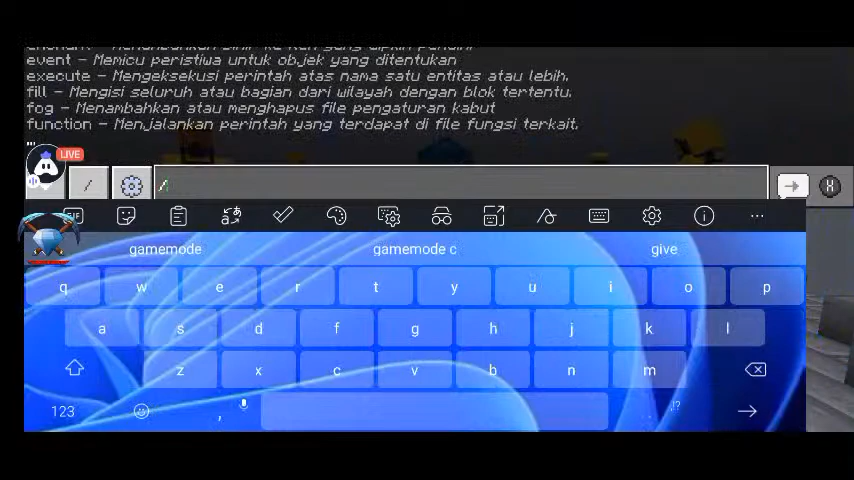 event – Memicu peristiwa untuk objek yang ditentukan
execute – Mengeksekusi perintah atas nama satu entitas atau lebih.
fill – Mengisi seluruh atau bagian dari wilayah dengan blok tertentu.
fog – Menambahkan atau menghapus file pengaturan kabut
function – Menjalankan perintah yang terdapat di file fungsi terkait.
...
LIVE
/
/
X
GIF
gamemode
gamemode c
give
q w e r t y u i o p
a s d f g h j k l
z x c v b n m
123 , . !?